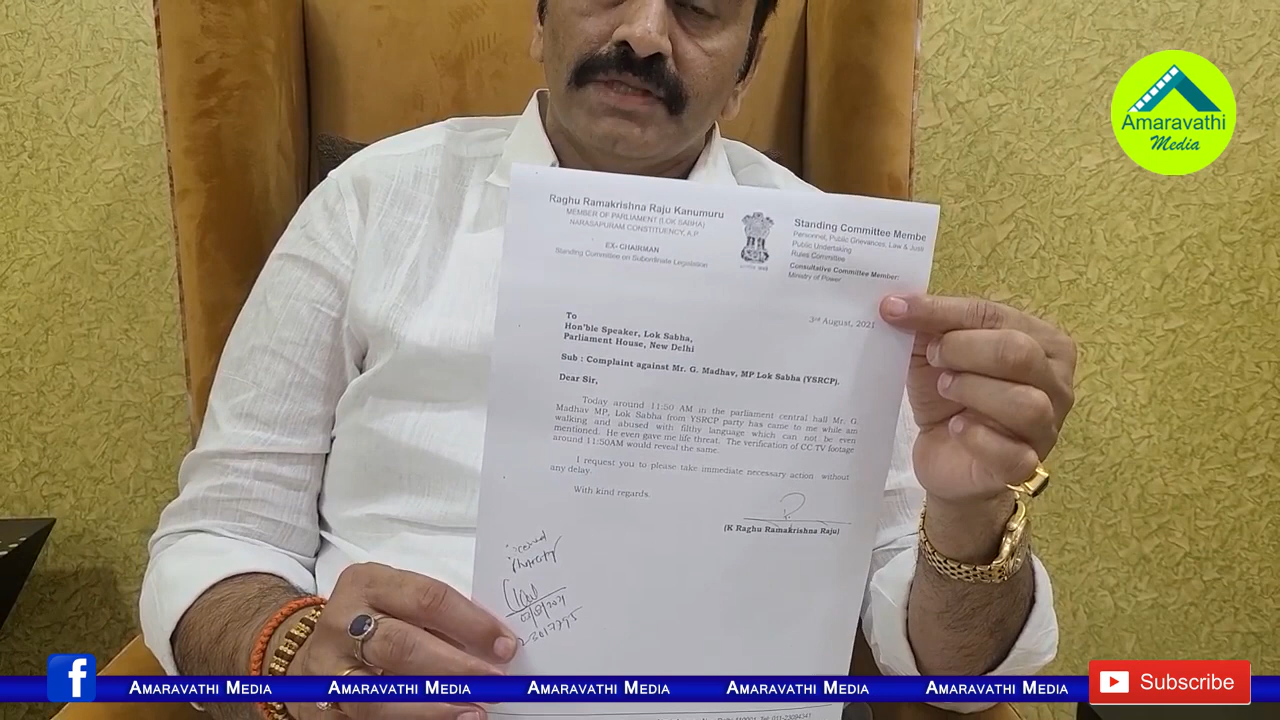 Raghu Ramakrishna Raju Kanumuru
MEMBER OF PARLIAMENT (LOK SABHA)
NARASAPURAM CONSTITUENCY, A.P.
EX- CHAIRMAN
Standing Committee on Subordinate Legislation
Standing Committee Membe
Personnel, Public Grievances, Law & Justi
Public Undertaking
Rules Committee
Consultative Committee Member:
Ministry of Power
3rd August, 2021
To
Hon'ble Speaker, Lok Sabha,
Parliament House, New Delhi
Sub : Complaint against Mr. G. Madhav, MP Lok Sabha (YSRCP).
Dear Sir,
Today around 11:50 AM in the parliament central hall Mr. G
Madhav MP, Lok Sabha from YSRCP party has came to me while am
walking and abused with filthy language which can not be even
mentioned. He even gave me life threat. The verification of CC TV footage
around 11:50AM would reveal the same.
I request you to please take immediate necessary action without
any delay.
With kind regards.
(K Raghu Ramakrishna Raju)
03/8/2021
Amaravathi
Media
AMARAVATHI MEDIA AMARAVATHI MEDIA AMARAVATHI MEDIA AMARAVATHI MEDIA AMARAVATHI MEDIA
Subscribe